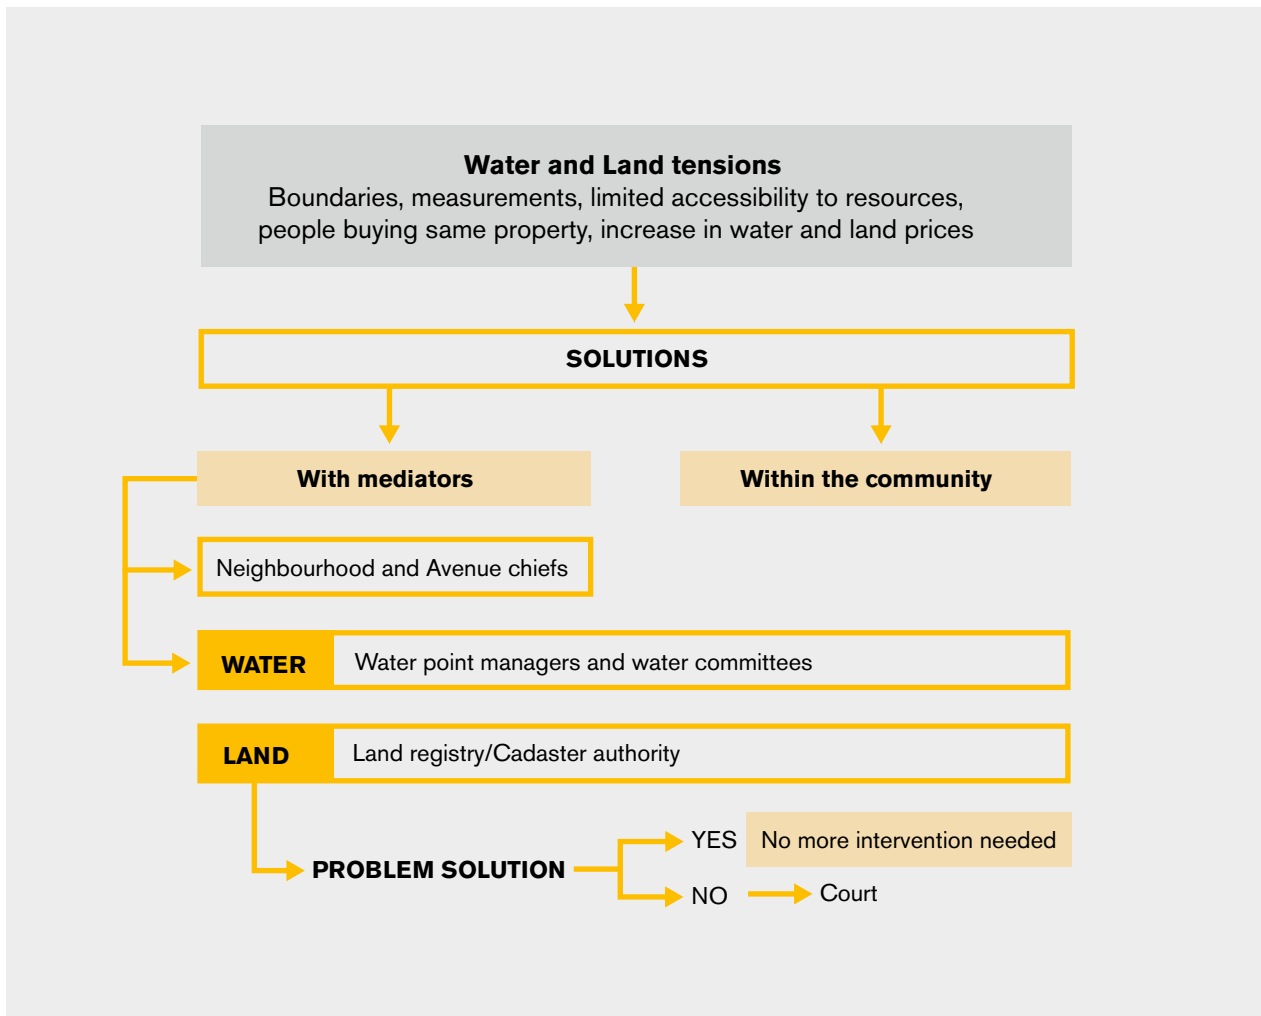 Water and Land tensions
Boundaries, measurements, limited accessibility to resources,
people buying same property, increase in water and land prices
SOLUTIONS
With mediators
Within the community
Neighbourhood and Avenue chiefs
WATER
Water point managers and water committees
LAND
Land registry/Cadaster authority
PROBLEM SOLUTION
YES
No more intervention needed
NO
Court